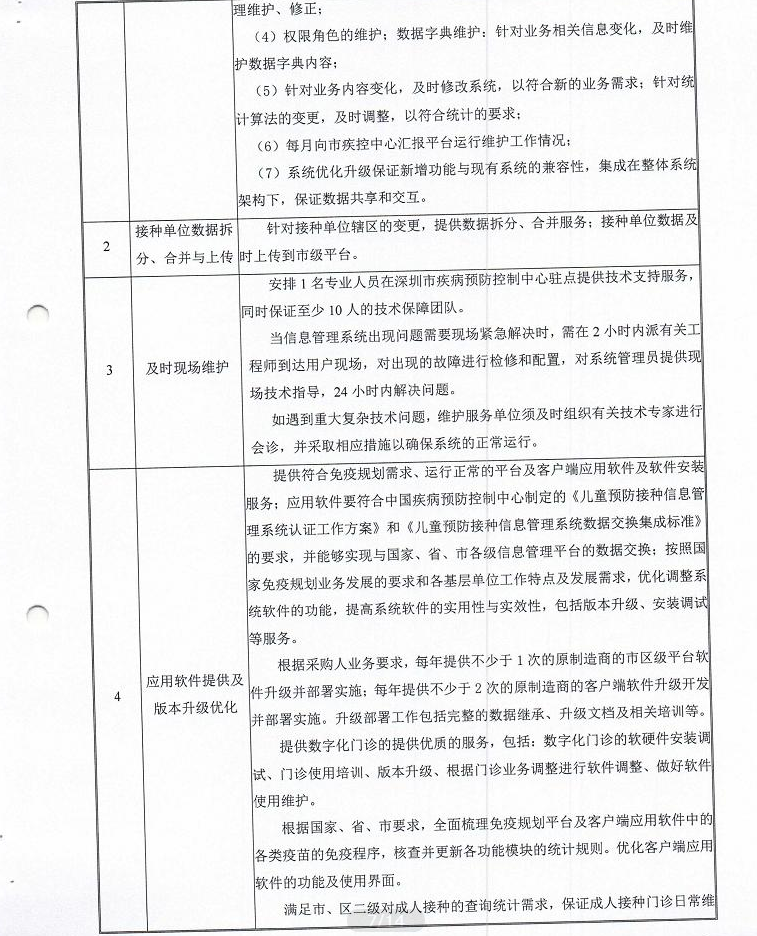 理维护、修正；
（4）权限角色的维护；数据字典维护：针对业务相关信息变化，及时维
护数据字典内容；
（5）针对业务内容变化，及时修改系统，以符合新的业务需求；针对统
计算法的变更，及时调整，以符合统计的要求；
（6）每月向市疾控中心汇报平台运行维护工作情况；
（7）系统优化升级保证新增功能与现有系统的兼容性，集成在整体系统
架构下，保证数据共享和交互。
2
接种单位数据拆
分、合并与上传
针对接种单位辖区的变更，提供数据拆分、合并服务；接种单位数据及
时上传到市级平台。
3
及时现场维护
安排 1 名专业人员在深圳市疾病预防控制中心驻点提供技术支持服务，
同时保证至少 10 人的技术保障团队。
当信息管理系统出现问题需要现场紧急解决时，需在 2 小时内派有关工
程师到达用户现场，对出现的故障进行检修和配置，对系统管理员提供现
场技术指导，24 小时内解决问题。
如遇到重大复杂技术问题，维护服务单位须及时组织有关技术专家进行
会诊，并采取相应措施以确保系统的正常运行。
4
应用软件提供及
版本升级优化
提供符合免疫规划需求、运行正常的平台及客户端应用软件及软件安装
服务；应用软件要符合中国疾病预防控制中心制定的《儿童预防接种信息管
理系统认证工作方案》和《儿童预防接种信息管理系统数据交换集成标准》
的要求，并能够实现与国家、省、市各级信息管理平台的数据交换；按照国
家免疫规划业务发展的要求和各基层单位工作特点及发展需求，优化调整系
统软件的功能，提高系统软件的实用性与实效性，包括版本升级、安装调试
等服务。
根据采购人业务要求，每年提供不少于 1 次的原制造商的市区级平台软
件升级并部署实施；每年提供不少于 2 次的原制造商的客户端软件升级开发
并部署实施。升级部署工作包括完整的数据继承、升级文档及相关培训等。
提供数字化门诊的提供优质的服务，包括：数字化门诊的软硬件安装调
试、门诊使用培训、版本升级、根据门诊业务调整进行软件调整、做好软件
使用维护。
根据国家、省、市要求，全面梳理免疫规划平台及客户端应用软件中的
各类疫苗的免疫程序，核查并更新各功能模块的统计规则。优化客户端应用
软件的功能及使用界面。
满足市、区二级对成人接种的查询统计需求，保证成人接种门诊日常维